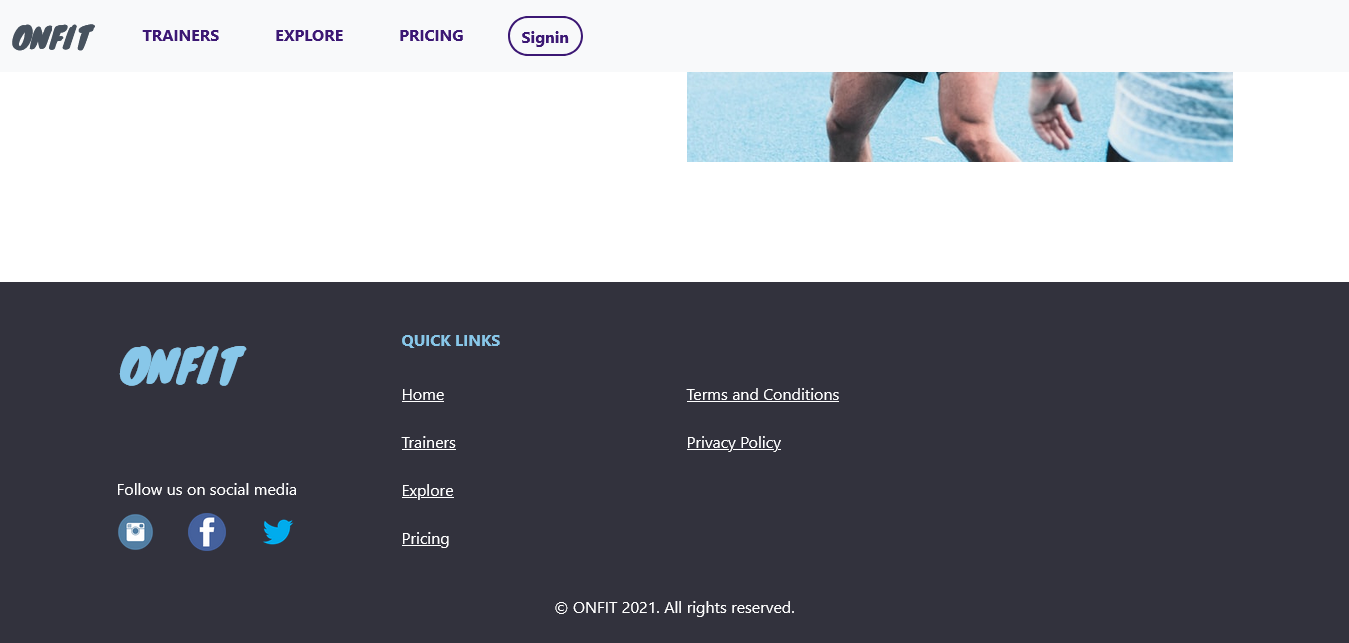 ONFIT TRAINERS EXPLORE PRICING Signin
ONFIT
Follow us on social media
QUICK LINKS
Home
Trainers
Explore
Pricing
Terms and Conditions
Privacy Policy
© ONFIT 2021. All rights reserved.